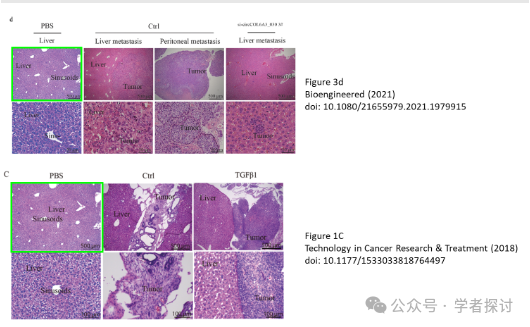 d
PBS
Ctrl
Liver
Liver metastasis
Peritoneal metastasis
Liver metastasis
Liver
Sinusoids
Liver
Tumor
Tumor
Liver
Sinusoids
Liver
Tumor
Tumor
Figure 3d
Bioengineered (2021)
doi: 10.1080/21655979.2021.1979915
C
PBS
Ctrl
TGFβ1
Liver
Sinusoids
Liver
Tumor
Liver
Tumor
500μm
Liver
Sinusoids
Tumor
Liver
Tumor
Figure 1C
Technology in Cancer Research & Treatment (2018)
doi: 10.1177/1533033818764497
公众号 · 学者探讨